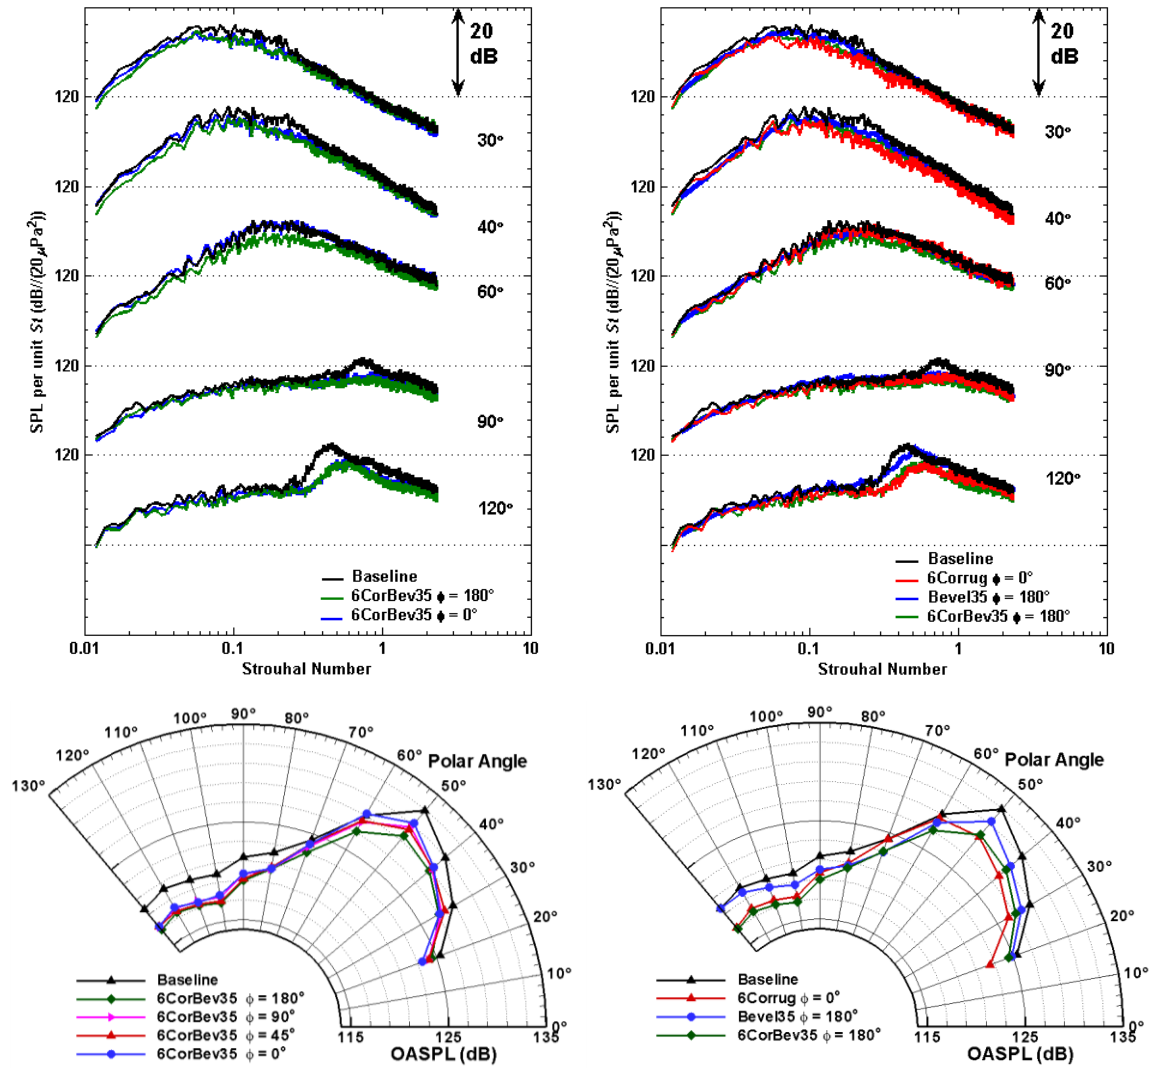 20
dB
120
30°
120
40°
120
60°
120
90°
120
120°
SPL per unit St (dB//(20µPa²))
Baseline
6CorBev35 ϕ = 180°
6CorBev35 ϕ = 0°
0.01 0.1 1 10
Strouhal Number
20
dB
120
30°
120
40°
120
60°
120
90°
120
120°
SPL per unit St (dB//(20µPa²))
Baseline
6Corrug ϕ = 0°
Bevel35 ϕ = 180°
6CorBev35 ϕ = 180°
0.01 0.1 1 10
Strouhal Number
130° 120° 110° 100° 90° 80° 70° 60° 50° 40° 30° 20° 10° 0°
Polar Angle
Baseline
6CorBev35 ϕ = 180°
6CorBev35 ϕ = 90°
6CorBev35 ϕ = 45°
6CorBev35 ϕ = 0°
115 125 135
OASPL (dB)
130° 120° 110° 100° 90° 80° 70° 60° 50° 40° 30° 20° 10° 0°
Polar Angle
Baseline
6Corrug ϕ = 0°
Bevel35 ϕ = 180°
6CorBev35 ϕ = 180°
115 125 135
OASPL (dB)